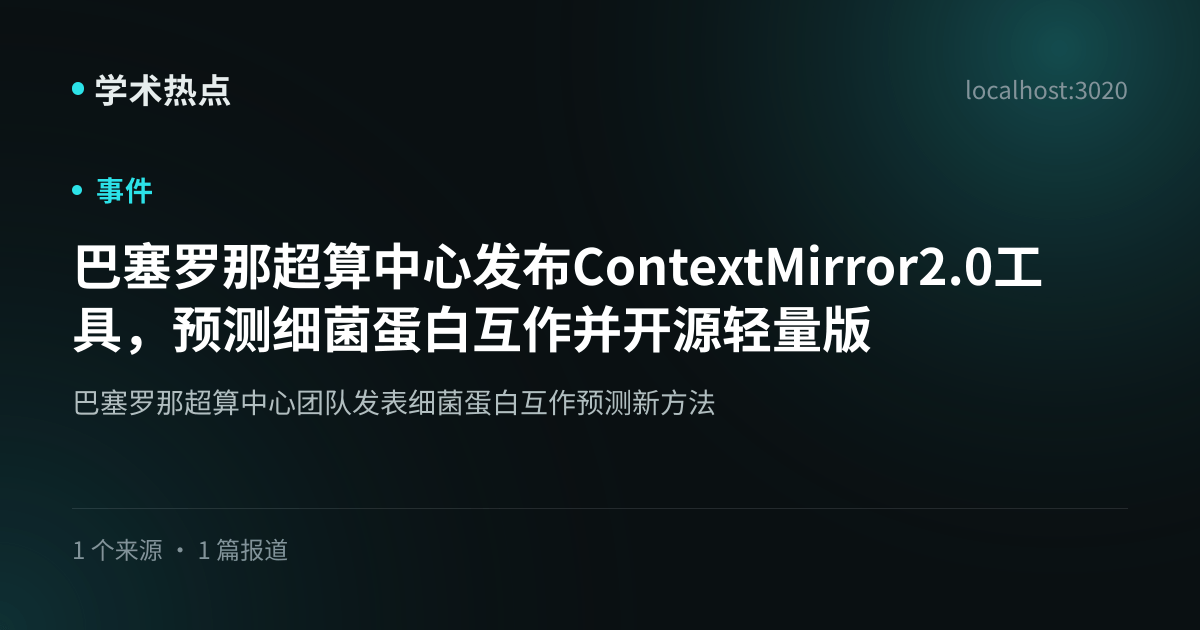 学术热点
localhost:3020
事件
巴塞罗那超算中心发布ContextMirror2.0工
具，预测细菌蛋白互作并开源轻量版
巴塞罗那超算中心团队发表细菌蛋白互作预测新方法
1 个来源 · 1 篇报道